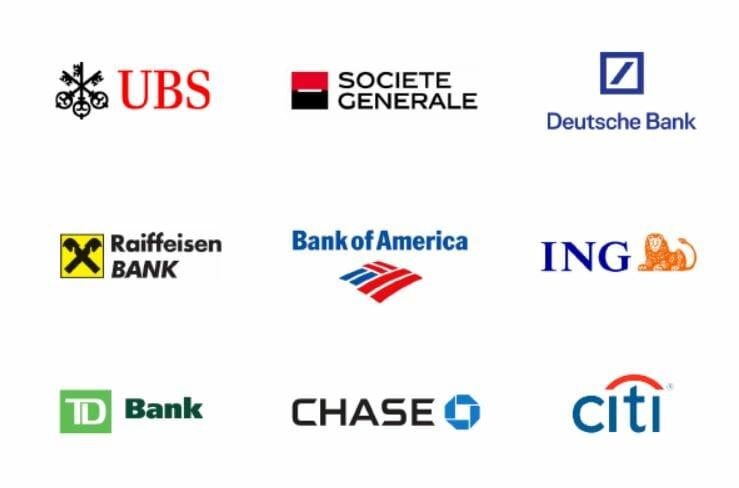 UBS
SOCIETE
GENERALE
Deutsche Bank
Raiffeisen
BANK
Bank of America
ING
TD Bank
CHASE
citi